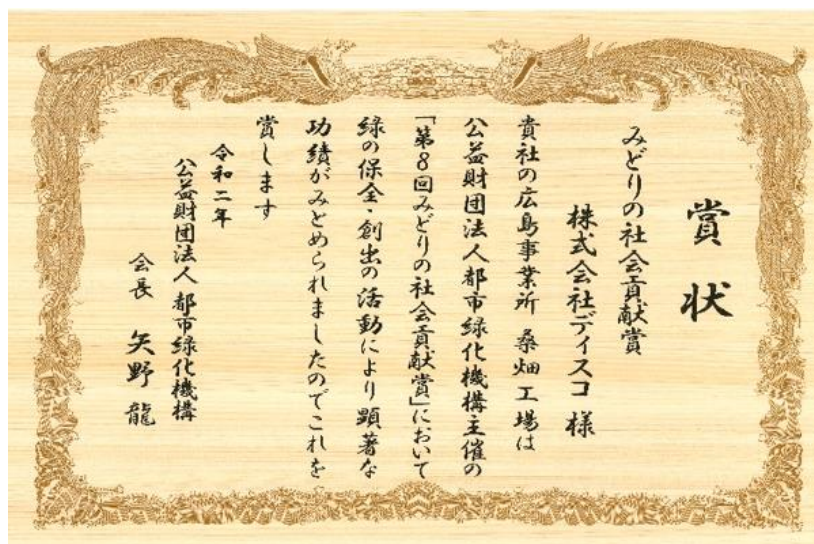 賞状
みどりの社会貢献賞
株式会社ディスコ 様
貴社の広島事業所 桑畑工場は
公益財団法人都市緑化機構主催の
「第8回みどりの社会貢献賞」において
緑の保全・創出の活動により顕著な
功績がみとめられましたのでこれを
賞します
令和二年
公益財団法人都市緑化機構
会長 矢野 龍